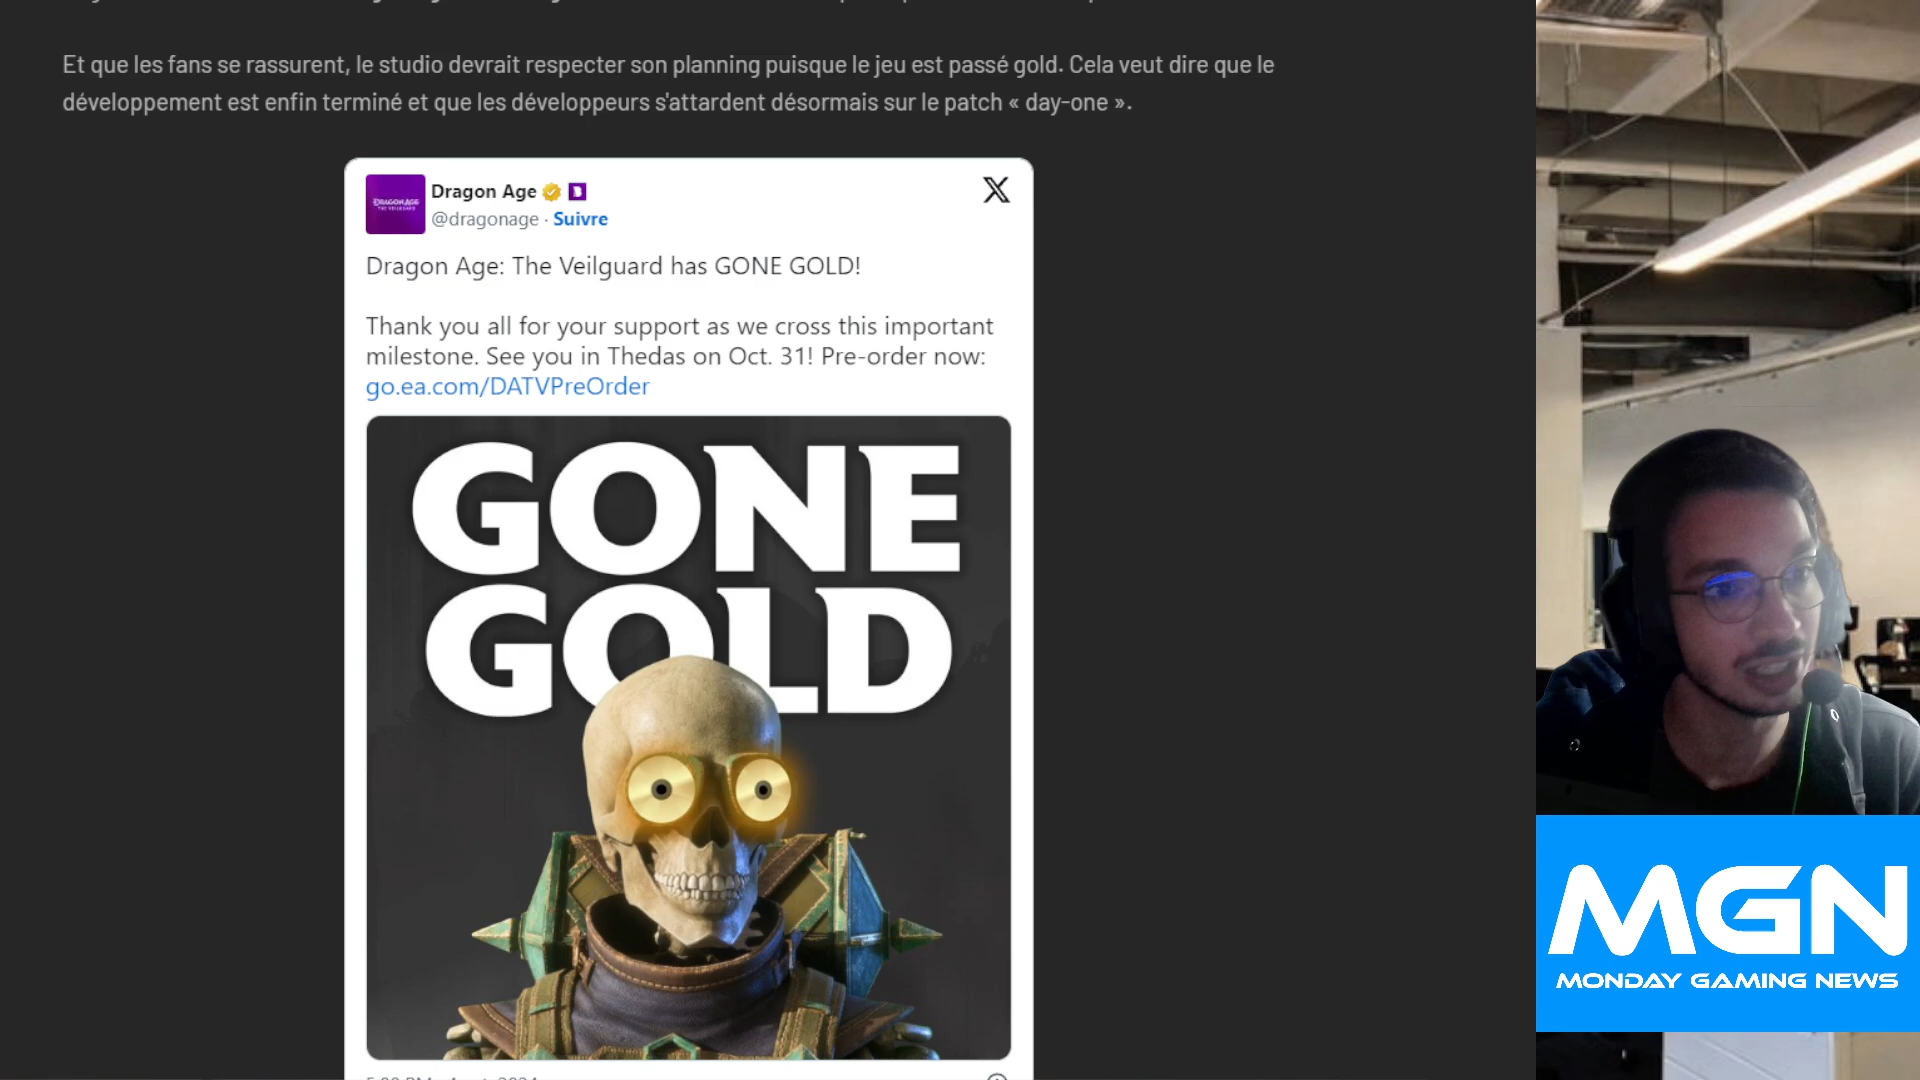 Et que les fans se rassurent, le studio devrait respecter son planning puisque le jeu est passé gold. Cela veut dire que le
développement est enfin terminé et que les développeurs s'attardent désormais sur le patch « day-one ».
Dragon Age
@dragonage · Suivre
DRAGON AGE
THE VEILGUARD
Dragon Age: The Veilguard has GONE GOLD!
Thank you all for your support as we cross this important
milestone. See you in Thedas on Oct. 31! Pre-order now:
go.ea.com/DATVPreOrder
GONE
GOLD
MGN
MONDAY GAMING NEWS